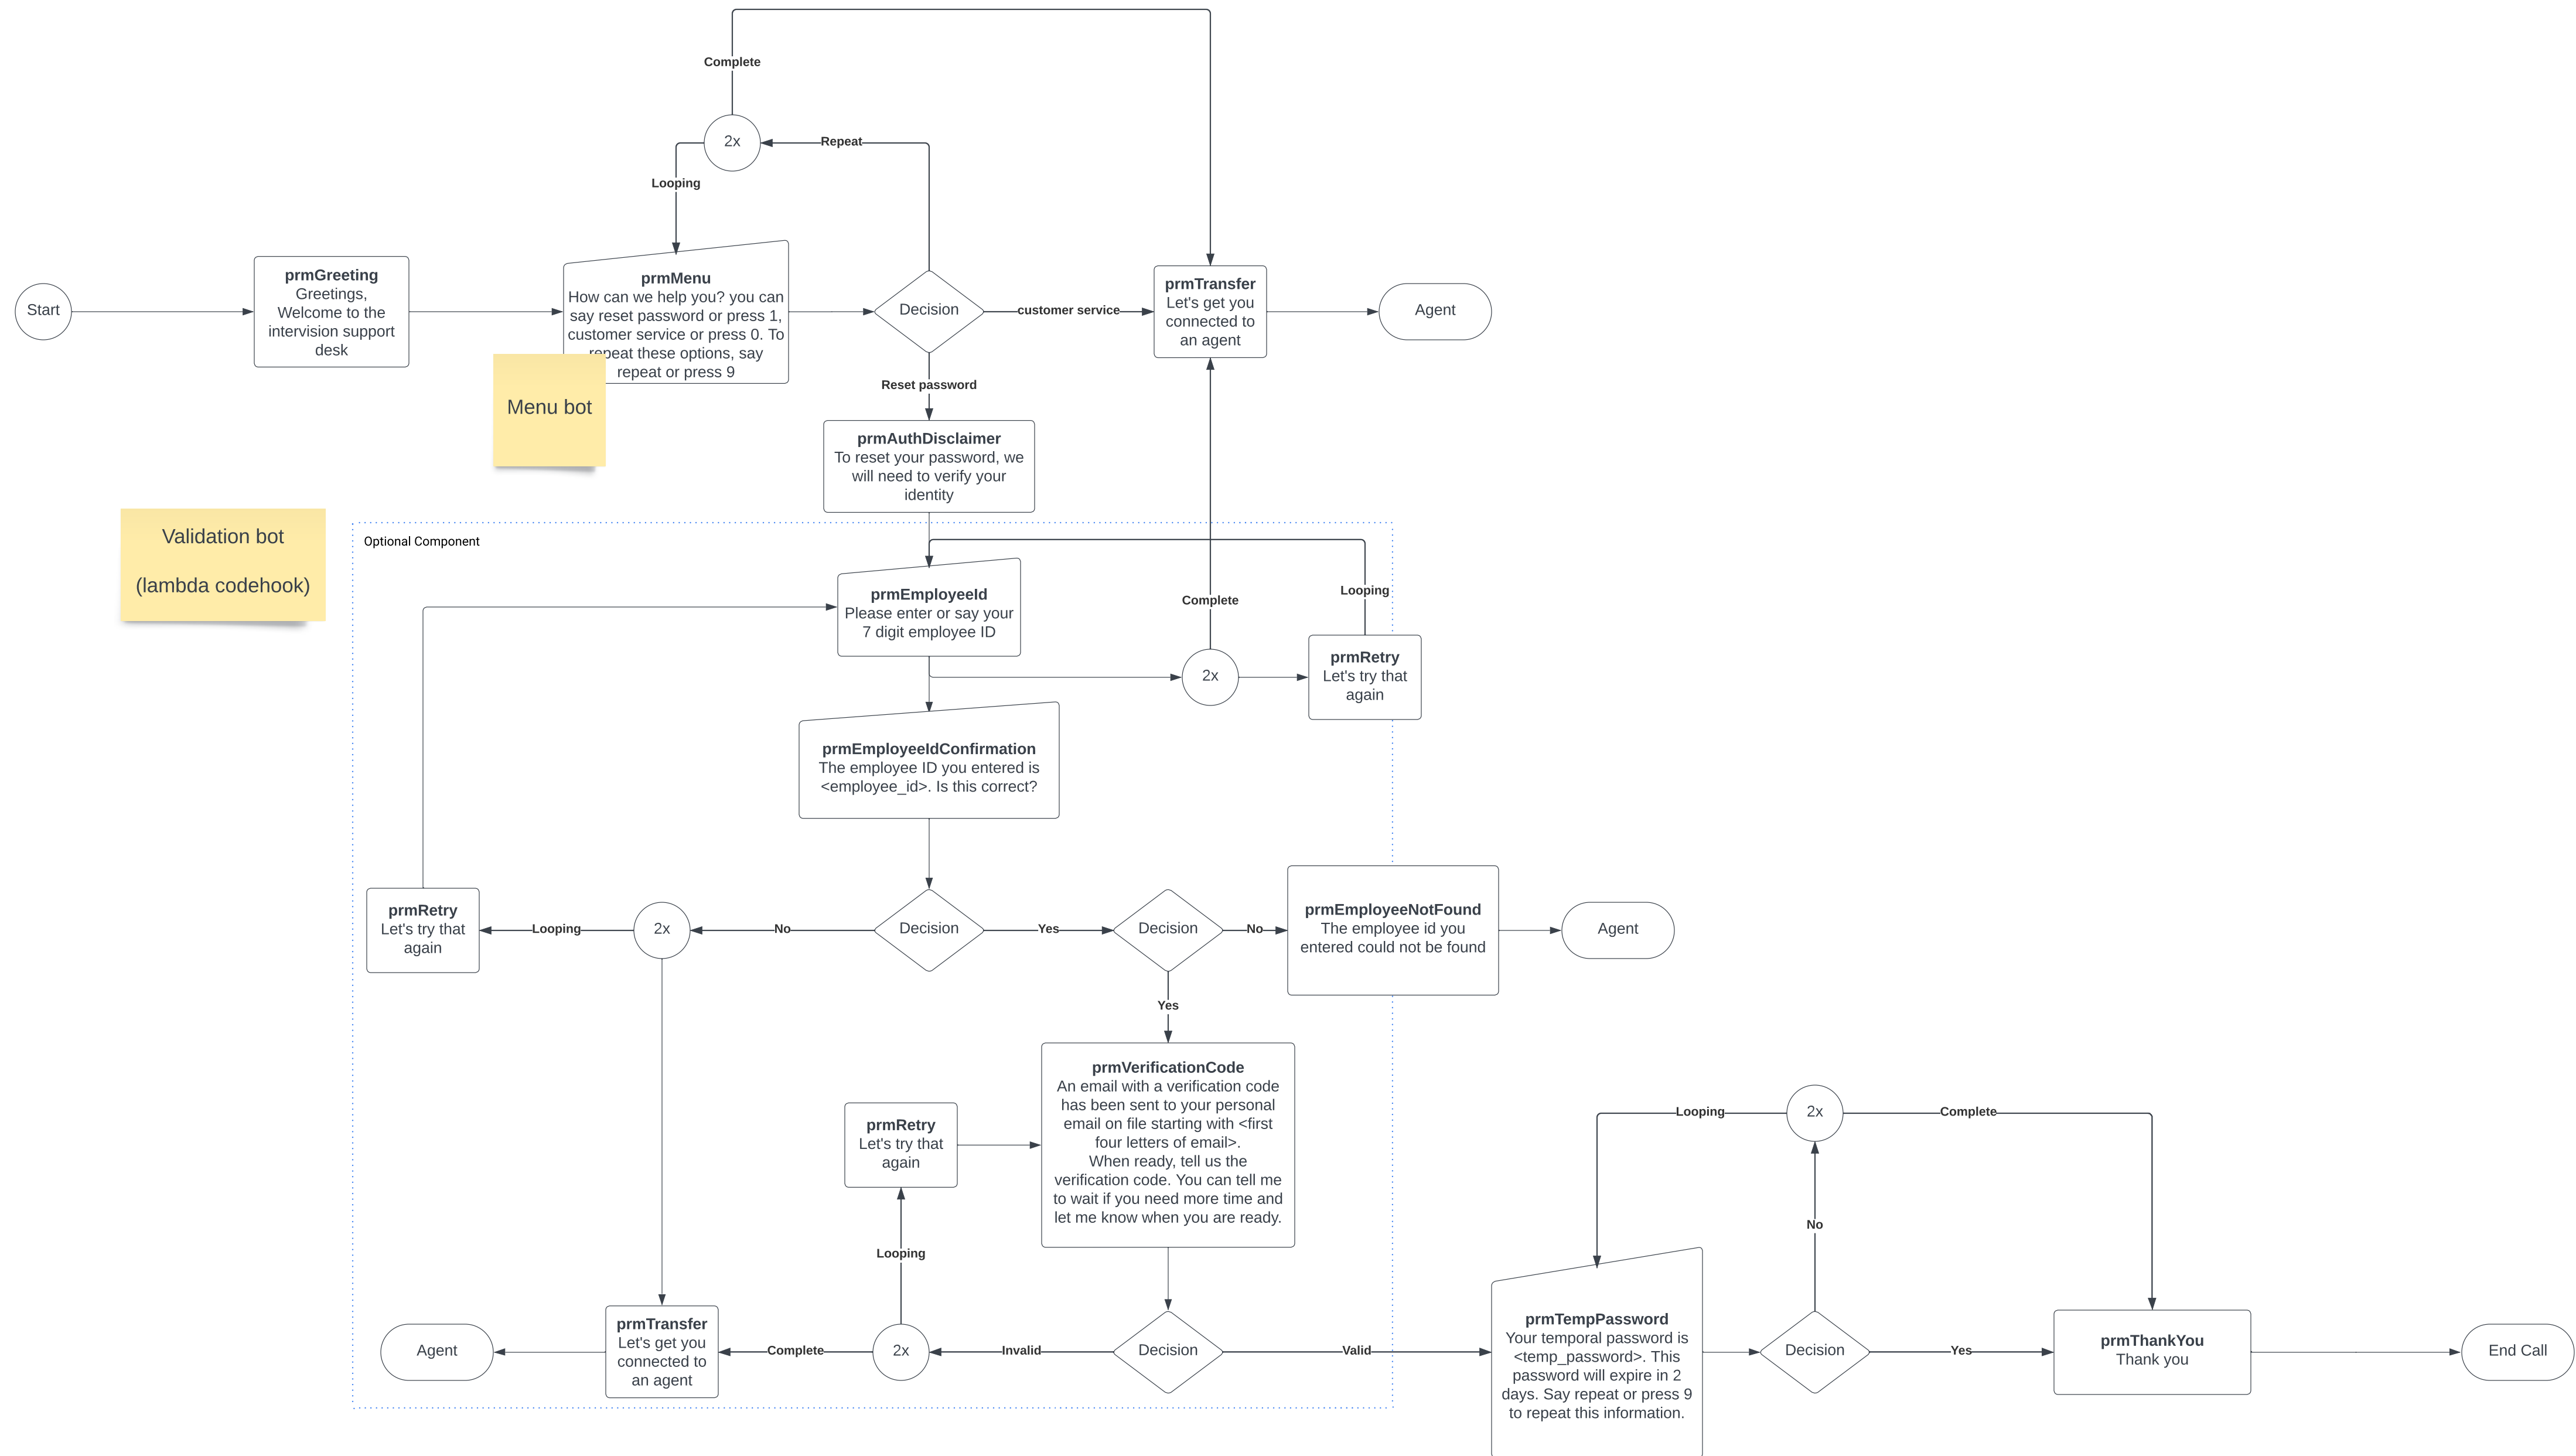 Complete
2x
Repeat
Looping
Start
prmGreeting
Greetings,
Welcome to the
intervision support
desk
prmMenu
How can we help you? you can
say reset password or press 1,
customer service or press 0. To
repeat these options, say
repeat or press 9
Menu bot
Decision
customer service
prmTransfer
Let's get you
connected to
an agent
Agent
Reset password
prmAuthDisclaimer
To reset your password, we
will need to verify your
identity
Validation bot
(lambda codehook)
Optional Component
prmEmployeeId
Please enter or say your
7 digit employee ID
Complete
Looping
2x
prmRetry
Let's try that
again
prmEmployeeIdConfirmation
The employee ID you entered is
<employee_id>. Is this correct?
prmRetry
Let's try that
again
Looping
2x
No
Decision
Yes
Decision
No
prmEmployeeNotFound
The employee id you
entered could not be found
Agent
Yes
prmVerificationCode
An email with a verification code
has been sent to your personal
email on file starting with <first
four letters of email>.
When ready, tell us the
verification code. You can tell me
to wait if you need more time and
let me know when you are ready.
prmRetry
Let's try that
again
Looping
Agent
prmTransfer
Let's get you
connected to
an agent
Complete
2x
Invalid
Decision
Valid
Looping
2x
Complete
No
prmTempPassword
Your temporal password is
<temp_password>. This
password will expire in 2
days. Say repeat or press 9
to repeat this information.
Decision
Yes
prmThankYou
Thank you
End Call